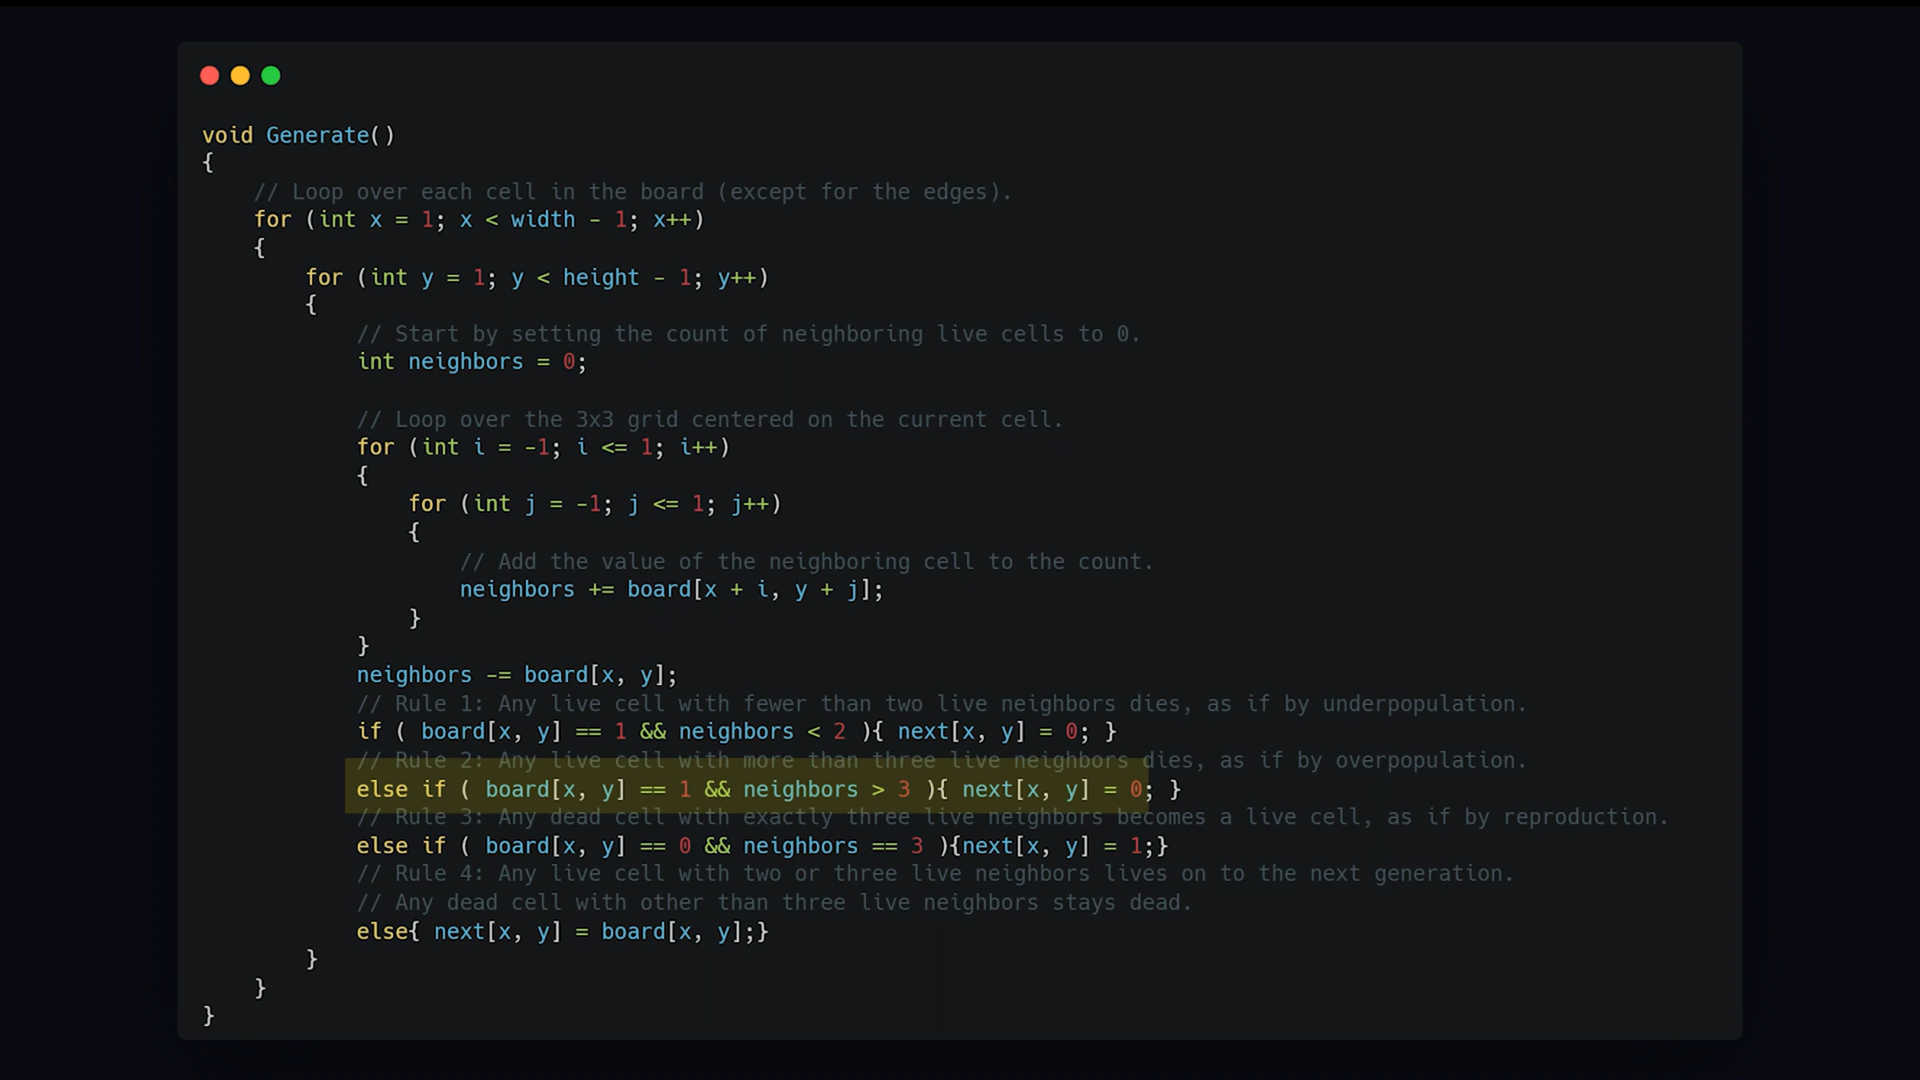 void Generate()
{
// Loop over each cell in the board (except for the edges).
for (int x = 1; x < width - 1; x++)
{
for (int y = 1; y < height - 1; y++)
{
// Start by setting the count of neighboring live cells to 0.
int neighbors = 0;
// Loop over the 3x3 grid centered on the current cell.
for (int i = -1; i <= 1; i++)
{
for (int j = -1; j <= 1; j++)
{
// Add the value of the neighboring cell to the count.
neighbors += board[x + i, y + j];
}
}
neighbors -= board[x, y];
// Rule 1: Any live cell with fewer than two live neighbors dies, as if by underpopulation.
if ( board[x, y] == 1 && neighbors < 2 ){ next[x, y] = 0; }
// Rule 2: Any live cell with more than three live neighbors dies, as if by overpopulation.
else if ( board[x, y] == 1 && neighbors > 3 ){ next[x, y] = 0; }
// Rule 3: Any dead cell with exactly three live neighbors becomes a live cell, as if by reproduction.
else if ( board[x, y] == 0 && neighbors == 3 ){next[x, y] = 1;}
// Rule 4: Any live cell with two or three live neighbors lives on to the next generation.
// Any dead cell with other than three live neighbors stays dead.
else{ next[x, y] = board[x, y];}
}
}
}